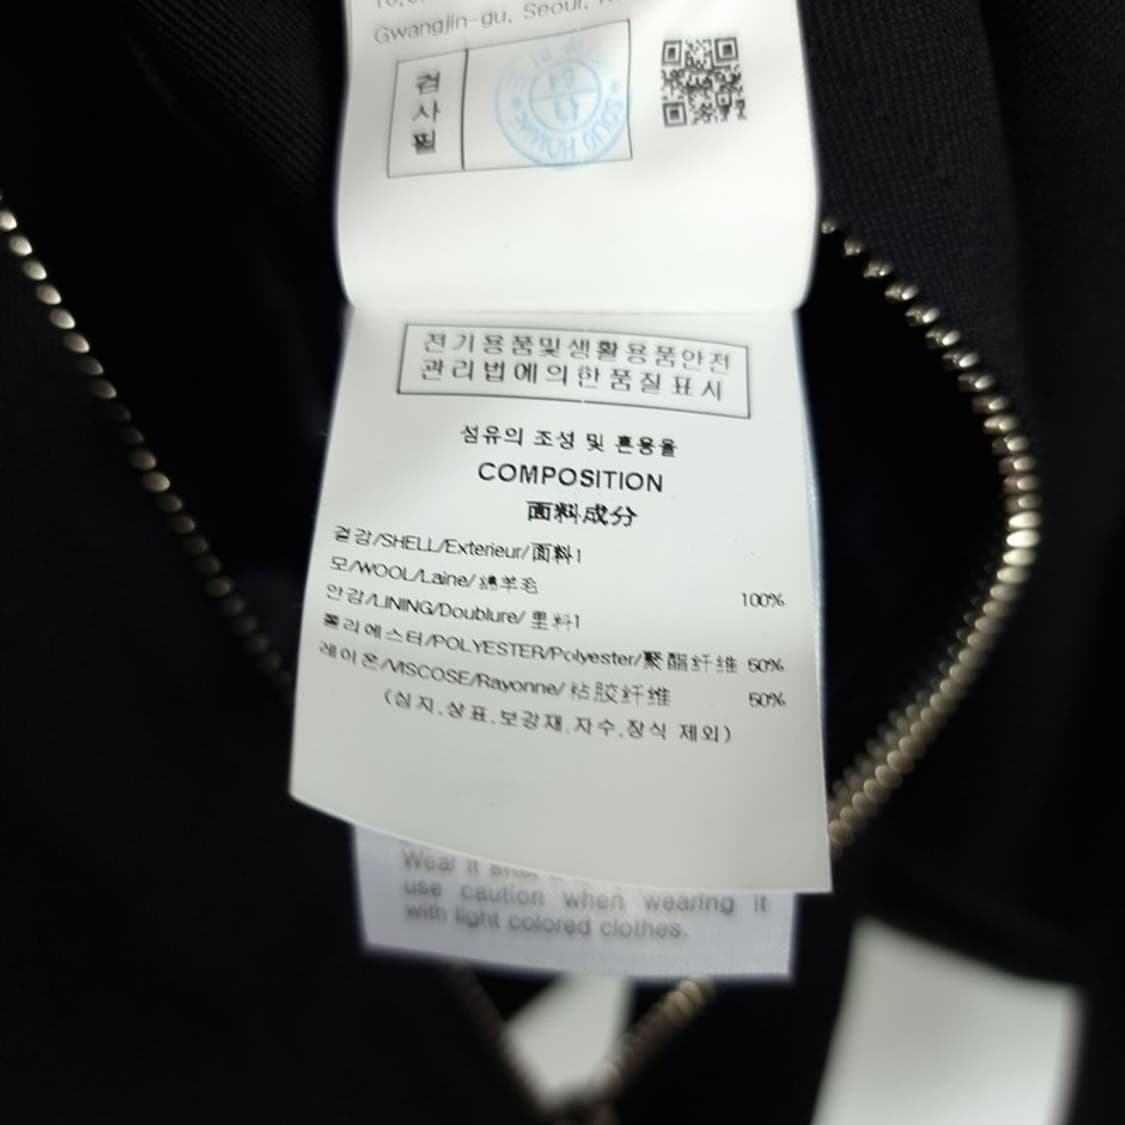 Gwangjin-gu, Seoul,
검사필
SOLID HOMME
전기용품및생활용품안전
관리법에의한품질표시
섬유의 조성 및 혼용율
COMPOSITION
面料成分
겉감/SHELL/Exterieur/面料1
모/WOOL/Laine/绵羊毛 100%
안감/LINING/Doublure/里料1
폴리에스터/POLYESTER/Polyester/聚酯纤维 50%
레이온/VISCOSE/Rayonne/粘胶纤维 50%
(심지.상표.보강재.자수.장식 제외)
Wear it
use caution when wearing it
with light colored clothes.